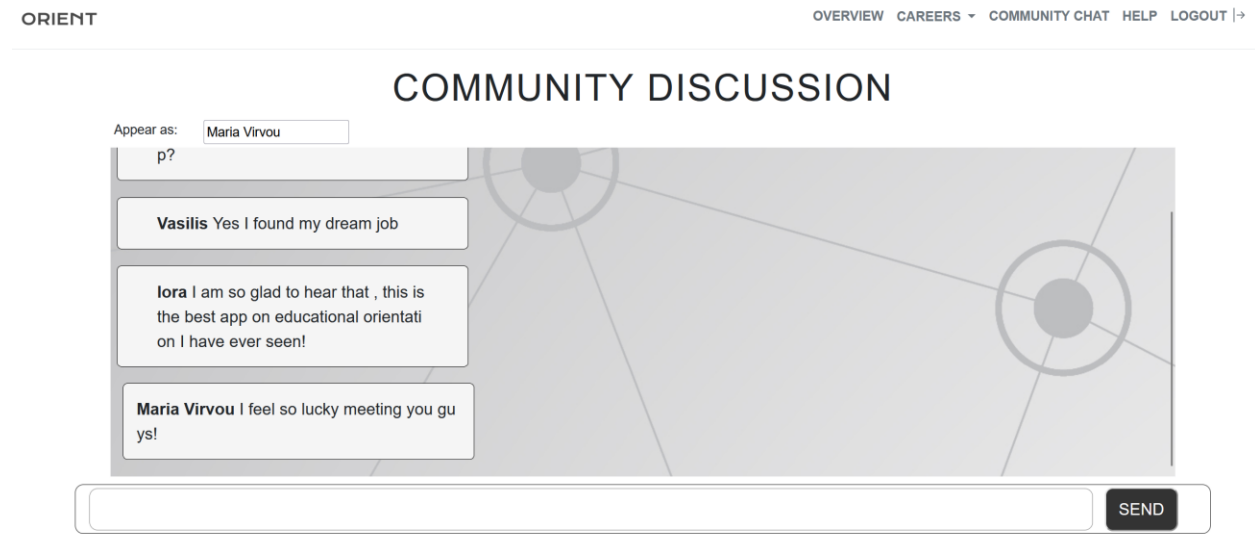 ORIENT
OVERVIEW CAREERS COMMUNITY CHAT HELP LOGOUT
COMMUNITY DISCUSSION
Appear as: Maria Virvou
p?
Vasilis Yes I found my dream job
Iora I am so glad to hear that , this is
the best app on educational orientati
on I have ever seen!
Maria Virvou I feel so lucky meeting you gu
ys!
SEND